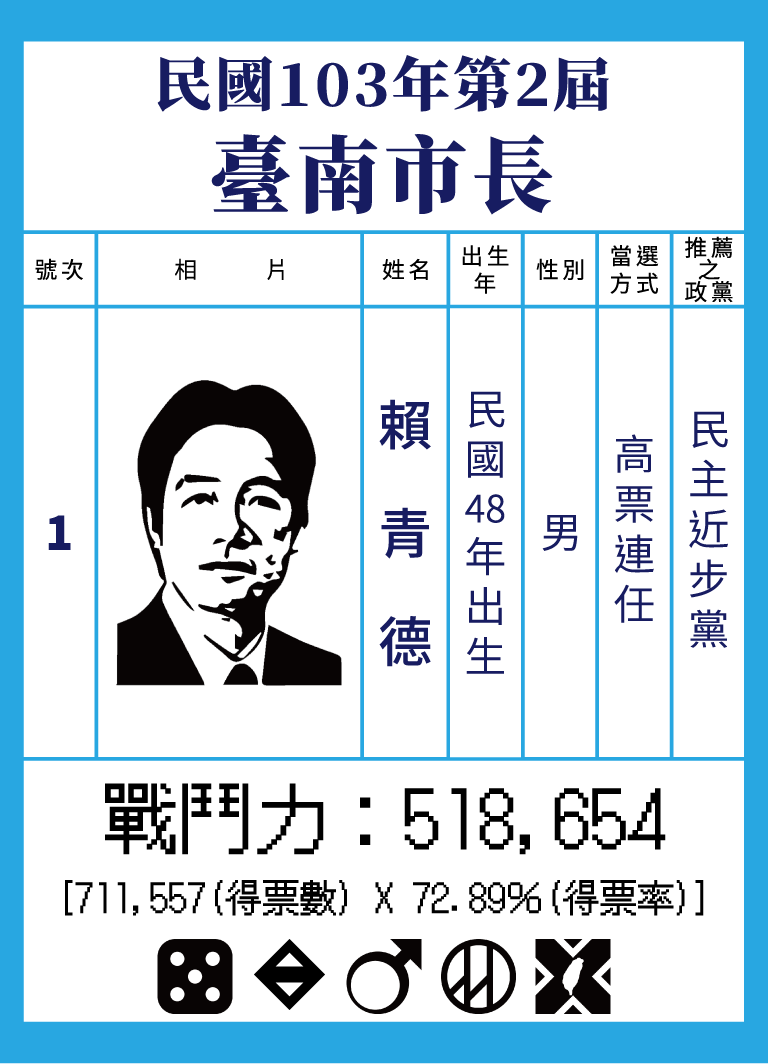 民國103年第2屆
臺南市長
號次
相 片
姓名
出生
年
性別
當選
方式
推薦
之
政黨
1
賴青德
民國48年出生
男
高票連任
民主近步黨
戰鬥力：518,654
[711,557(得票數) X 72.89%(得票率)]